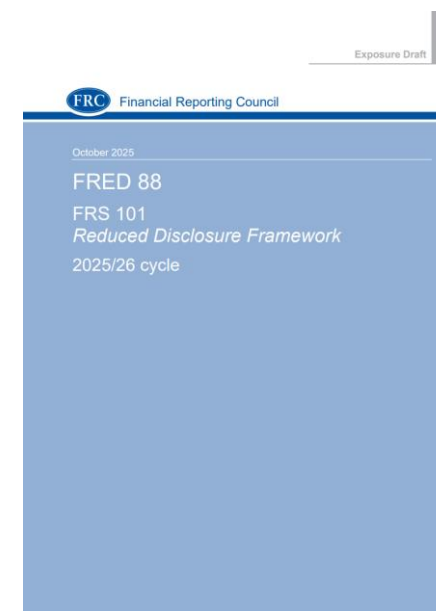 Exposure Draft
FRC Financial Reporting Council
October 2025
FRED 88
FRS 101
Reduced Disclosure Framework
2025/26 cycle